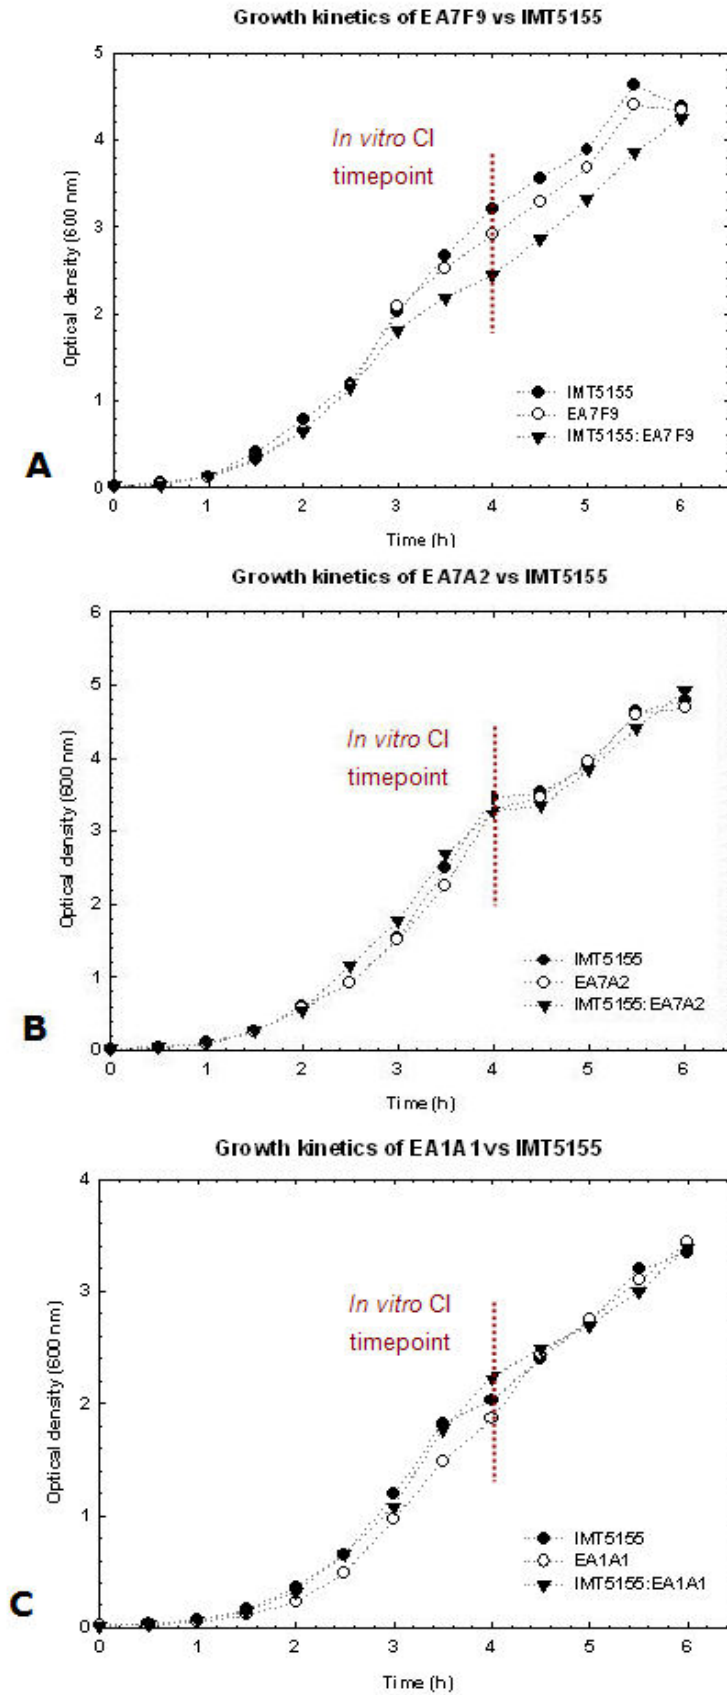 Growth kinetics of EA7F9 vs IMT5155
5
4
3
2
1
0
Optical density (600 nm)
In vitro CI
timepoint
IMT5155
EA7F9
IMT5155:EA7F9
A
0 1 2 3 4 5 6
Time (h)
Growth kinetics of EA7A2 vs IMT5155
6
5
4
3
2
1
0
Optical density (600 nm)
In vitro CI
timepoint
IMT5155
EA7A2
IMT5155:EA7A2
B
0 1 2 3 4 5 6
Time (h)
Growth kinetics of EA1A1 vs IMT5155
4
3
2
1
0
Optical density (600 nm)
In vitro CI
timepoint
IMT5155
EA1A1
IMT5155:EA1A1
C
0 1 2 3 4 5 6
Time (h)